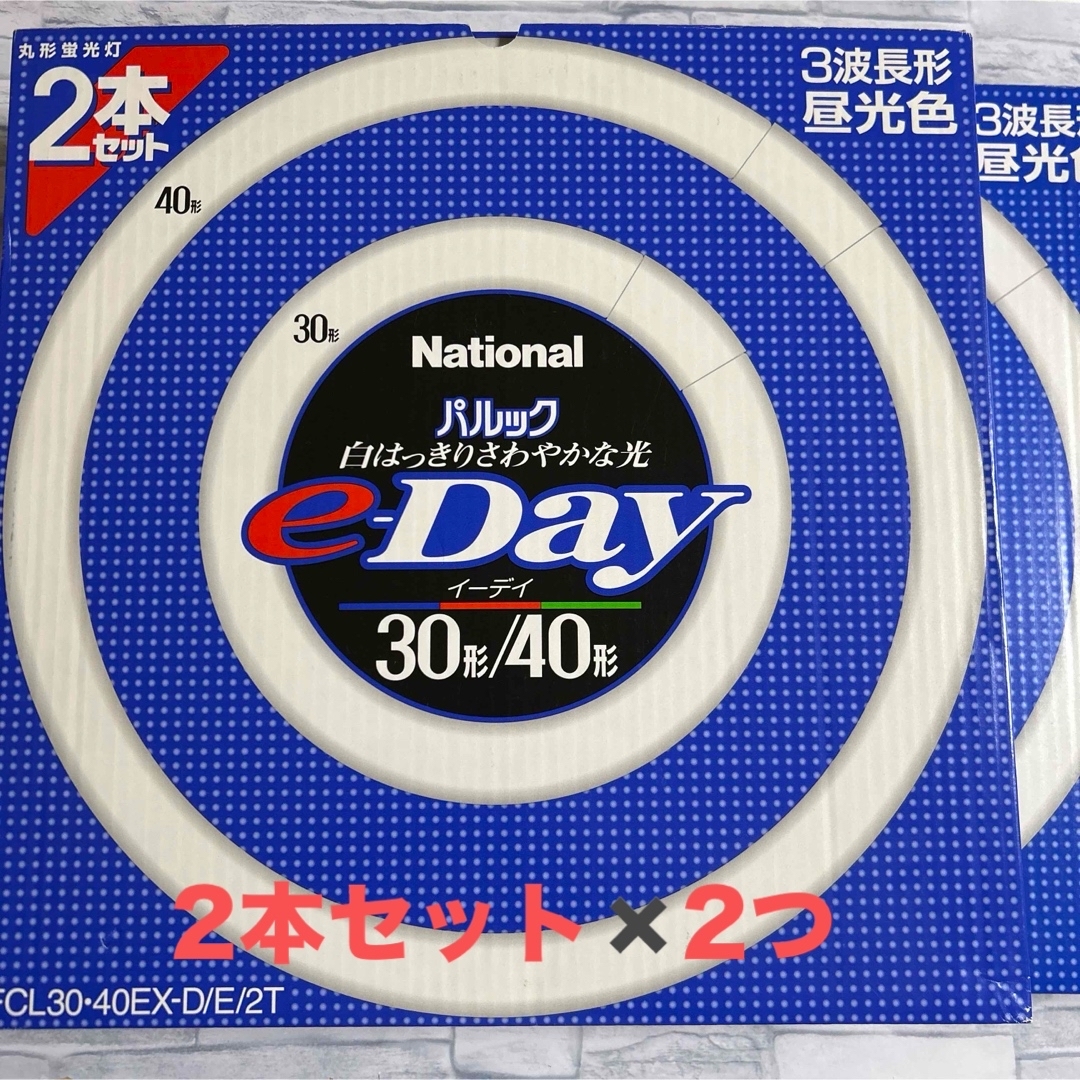 丸形蛍光灯
2本
セット
3波長形
昼光色
3波長
昼光
40形
30形
National
パルック
白はっきりさわやかな光
e-Day
イーデイ
30形/40形
2本セット✖2つ
FCL30・40EX-D/E/2T